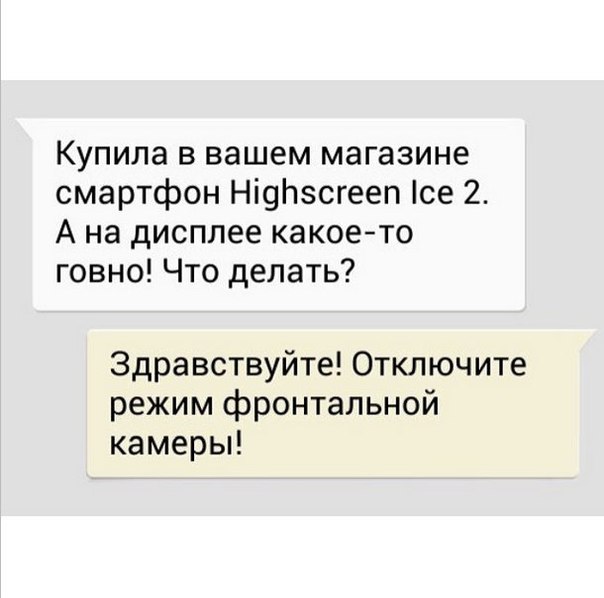 Купила в вашем магазине
смартфон Highscreen Ice 2.
А на дисплее какое-то
говно! Что делать?
Здравствуйте! Отключите
режим фронтальной
камеры!